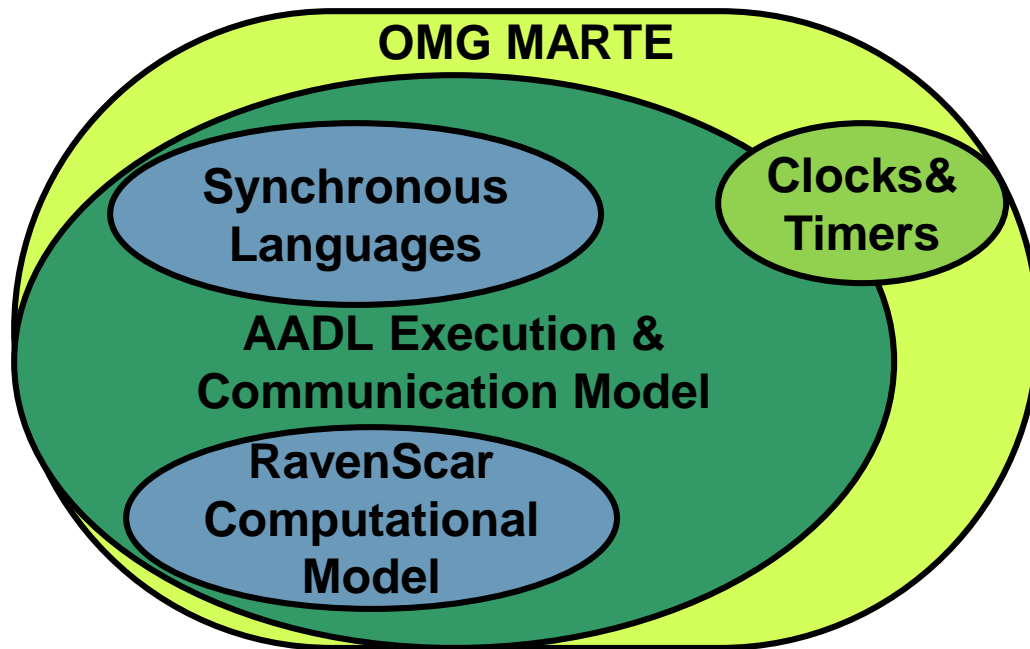 OMG MARTE
Synchronous
Languages
Clocks&
Timers
AADL Execution &
Communication Model
RavenScar
Computational
Model